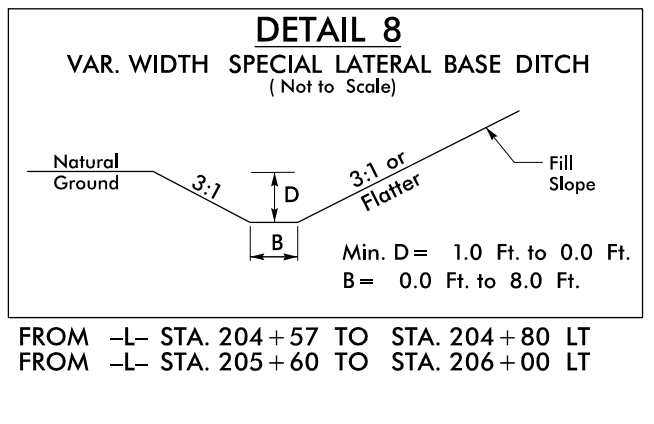 DETAIL 8
VAR. WIDTH SPECIAL LATERAL BASE DITCH
( Not to Scale)
Natural
Ground
3:1
D
B
3:1 or
Flatter
Fill
Slope
Min. D = 1.0 Ft. to 0.0 Ft.
B = 0.0 Ft. to 8.0 Ft.
FROM -L- STA. 204+57 TO STA. 204+80 LT
FROM -L- STA. 205+60 TO STA. 206+00 LT